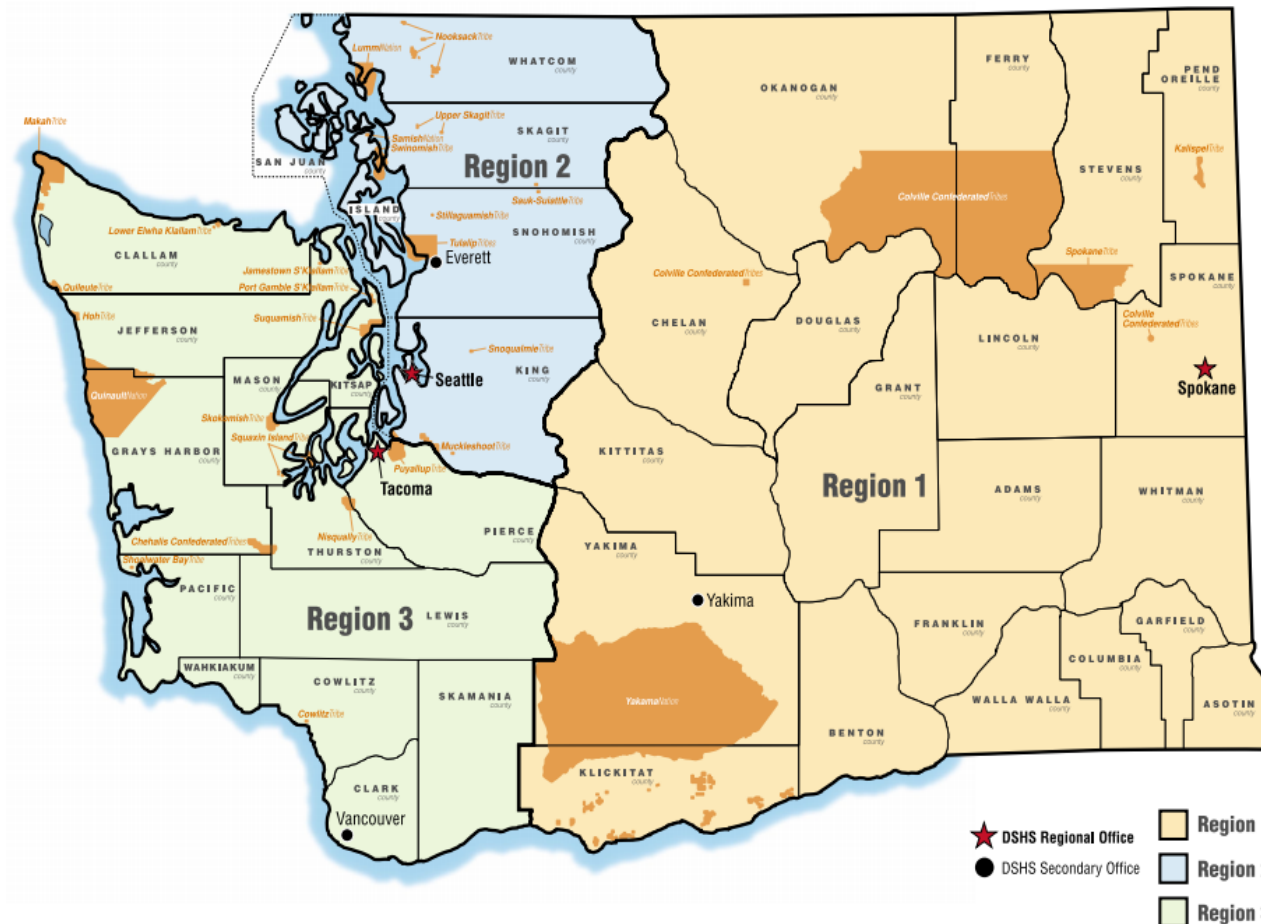 Nooksack Tribe
Lummi Nation
WHATCOM
county
OKANOGAN
county
FERRY
county
PEND
OREILLE
county
Makah Tribe
Upper Skagit Tribe
SKAGIT
county
Samish Nation
Swinomish Tribe
SAN JUAN
county
Region 2
STEVENS
county
Kalispel Tribe
Colville Confederated Tribes
Sauk-Suiattle Tribe
ISLAND
county
Stillaguamish Tribe
SNOHOMISH
county
Lower Elwha Klallam Tribe
CLALLAM
county
Tulalip Tribes
Everett
Spokane Tribe
Jamestown S'Klallam Tribe
Colville Confederated Tribes
SPOKANE
county
Quileute Tribe
Port Gamble S'Klallam Tribe
Hoh Tribe
JEFFERSON
county
Suquamish Tribe
CHELAN
county
DOUGLAS
county
Colville
Confederated Tribes
LINCOLN
county
Snoqualmie Tribe
KING
county
MASON
county
KITSAP
county
Seattle
GRANT
county
Spokane
Quinault Nation
Skokomish Tribe
Squaxin Island Tribe
GRAYS HARBOR
county
Muckleshoot Tribe
Puyallup Tribe
KITTITAS
county
Tacoma
Region 1
ADAMS
county
WHITMAN
county
Nisqually Tribe
PIERCE
county
Chehalis Confederated Tribes
THURSTON
county
YAKIMA
county
Shoalwater Bay Tribe
PACIFIC
county
Yakima
Region 3
LEWIS
county
FRANKLIN
county
GARFIELD
county
WAHKIAKUM
county
COLUMBIA
county
COWLITZ
county
SKAMANIA
county
Yakama Nation
WALLA WALLA
county
ASOTIN
county
Cowlitz Tribe
BENTON
county
KLICKITAT
county
CLARK
county
Vancouver
DSHS Regional Office
DSHS Secondary Office
Region
Region
Region